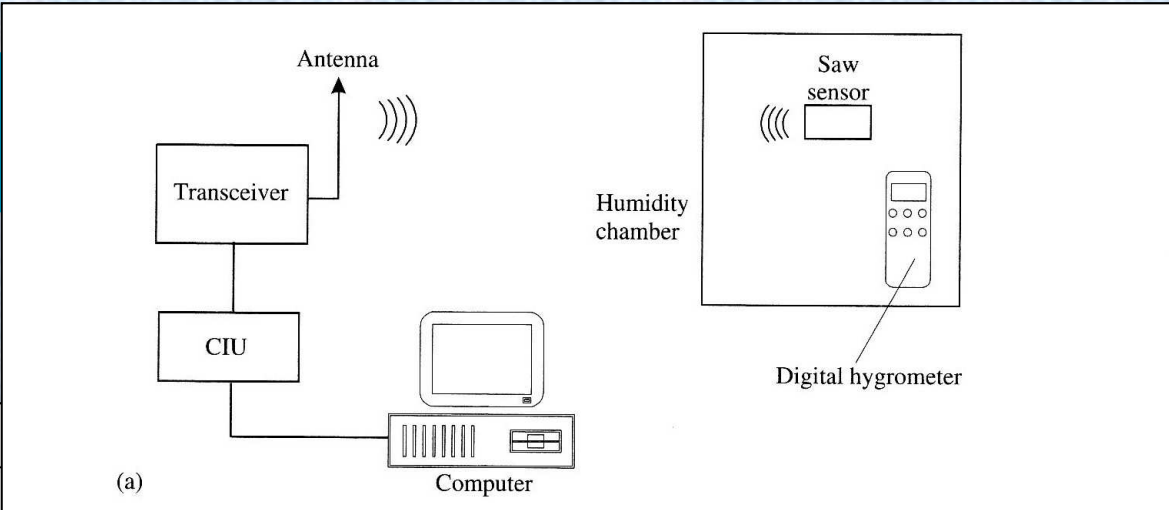 Antenna
Transceiver
CIU
Computer
(a)
Saw
sensor
Humidity
chamber
Digital hygrometer